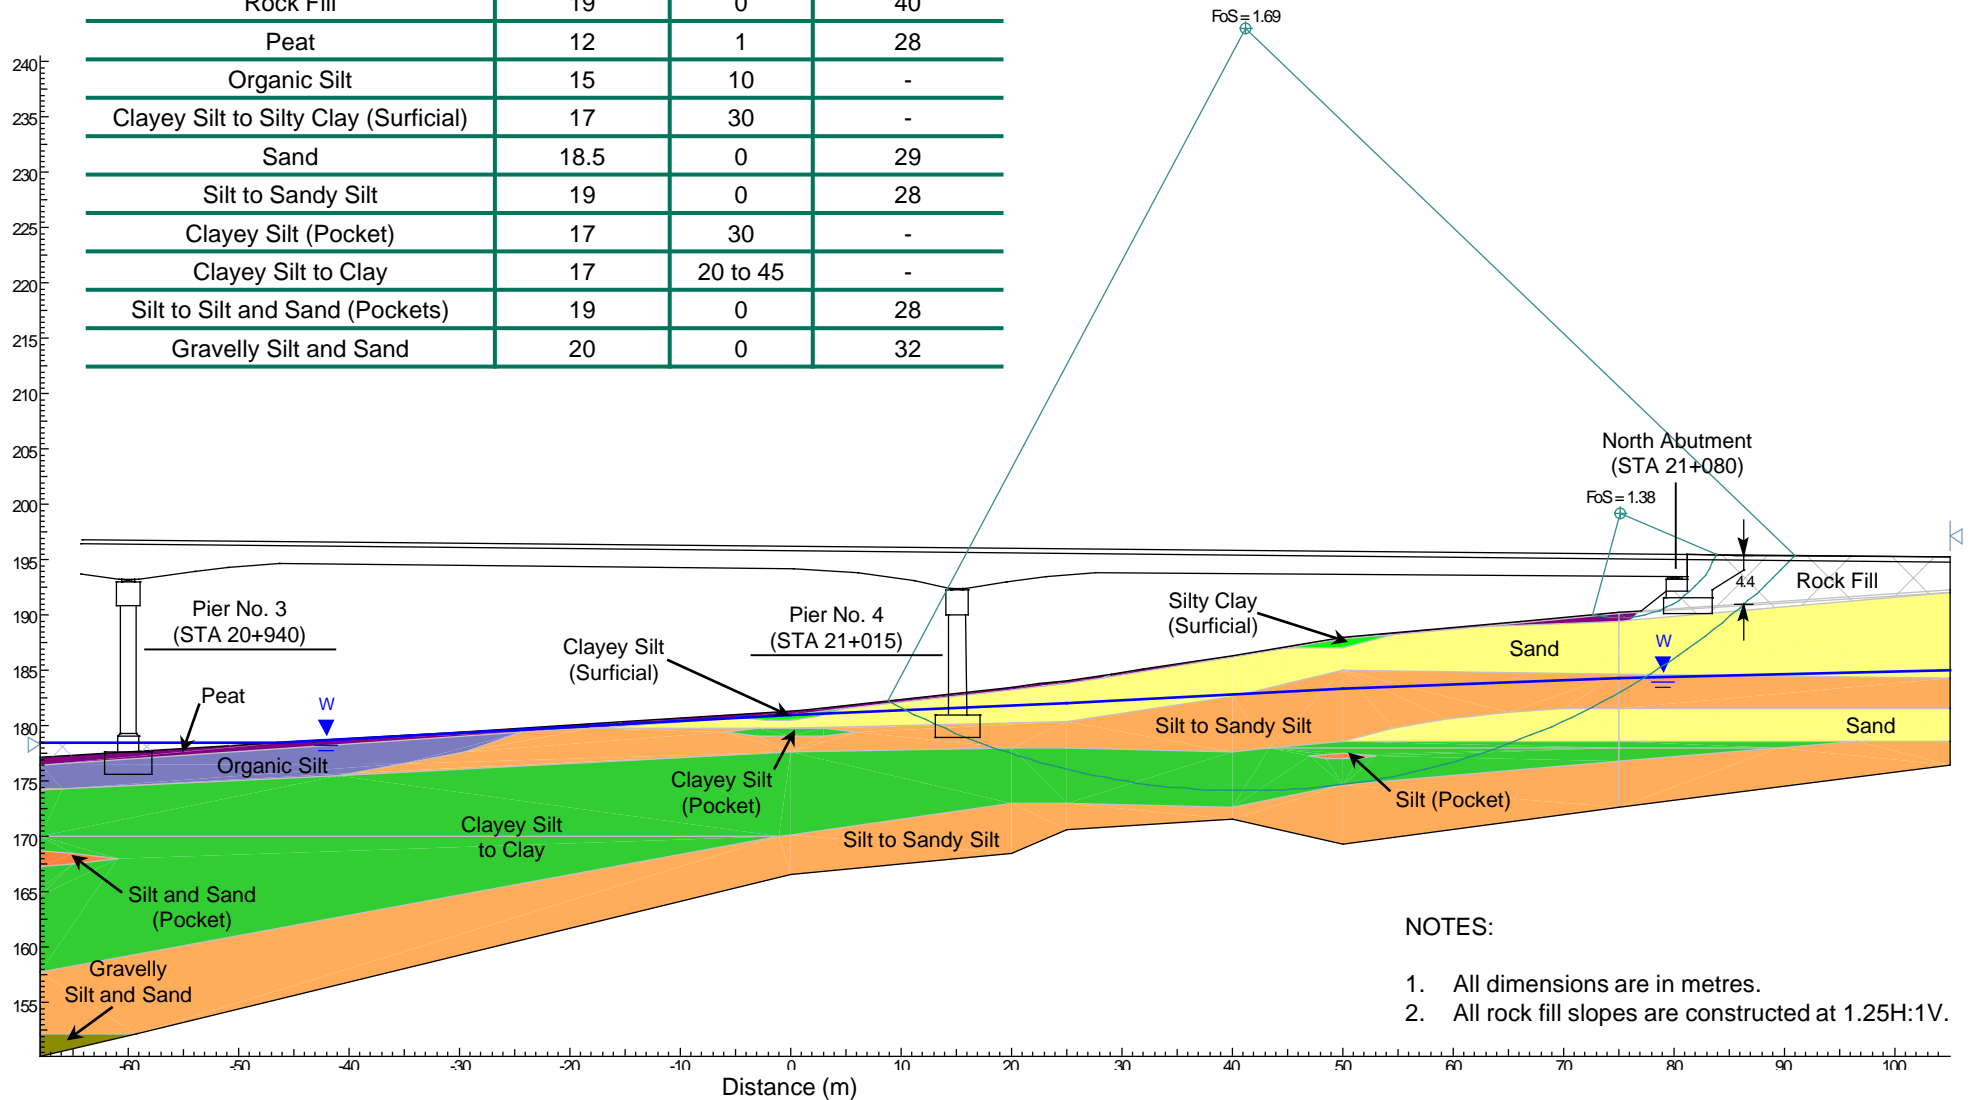 Rock Fill 19 0 40
Peat 12 1 28
Organic Silt 15 10 -
Clayey Silt to Silty Clay (Surficial) 17 30 -
Sand 18.5 0 29
Silt to Sandy Silt 19 0 28
Clayey Silt (Pocket) 17 30 -
Clayey Silt to Clay 17 20 to 45 -
Silt to Silt and Sand (Pockets) 19 0 28
Gravelly Silt and Sand 20 0 32
FoS = 1.69
240
235
230
225
220
215
210
205
200
195
190
185
180
175
170
165
160
155
North Abutment
(STA 21+080)
FoS = 1.38
4.4
Rock Fill
Pier No. 3
(STA 20+940)
Pier No. 4
(STA 21+015)
Silty Clay
(Surficial)
Clayey Silt
(Surficial)
Sand
W
Peat
W
Organic Silt
Silt to Sandy Silt
Sand
Clayey Silt
(Pocket)
Silt (Pocket)
Clayey Silt
to Clay
Silt to Sandy Silt
Silt and Sand
(Pocket)
Gravelly
Silt and Sand
NOTES:
1. All dimensions are in metres.
2. All rock fill slopes are constructed at 1.25H:1V.
-60 -50 -40 -30 -20 -10 0 10 20 30 40 50 60 70 80 90 100
Distance (m)